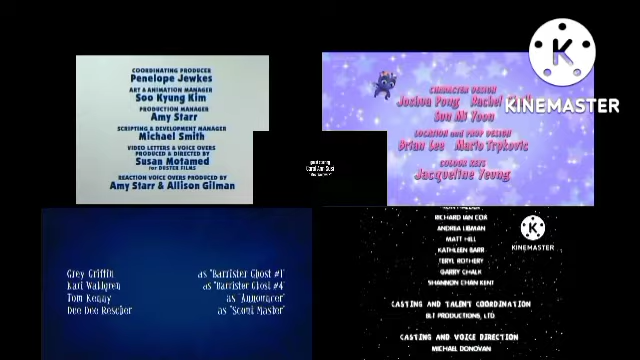 COORDINATING PRODUCER
Penelope Jewkes
ART & ANIMATION MANAGER
Soo Kyung Kim
PRODUCTION MANAGER
Amy Starr
SCRIPTING & DEVELOPMENT MANAGER
Michael Smith
VIDEO LETTERS & VOICE OVERS
PRODUCED & DIRECTED BY
Susan Motamed
for DUSTER FILMS
REACTION VOICE OVERS PRODUCED BY
Amy Starr & Allison Gilman
CHARACTER DESIGN
Joshua Pong Rachel
Sun Mi Yoon
LOCATION and PROP DESIGN
Brian Lee Mario Trpkovic
COLOUR KEYS
Jacqueline Yeung
KINEMASTER
Grey Griffin as "Barrister Ghost #1"
Kari Wahlgren as "Barrister Ghost #4"
Tom Kenny as "Announcer"
Dee Dee Rescher as "Scout Master"
RICHARD IAN COX
ANDREA LIBMAN
MATT HILL
KATHLEEN BARR
TERYL ROTHERY
GARRY CHALK
SHANNON CHAN KENT
CASTING AND TALENT COORDINATION
BLT PRODUCTIONS, LTD
CASTING AND VOICE DIRECTION
MICHAEL DONOVAN
KINEMASTER